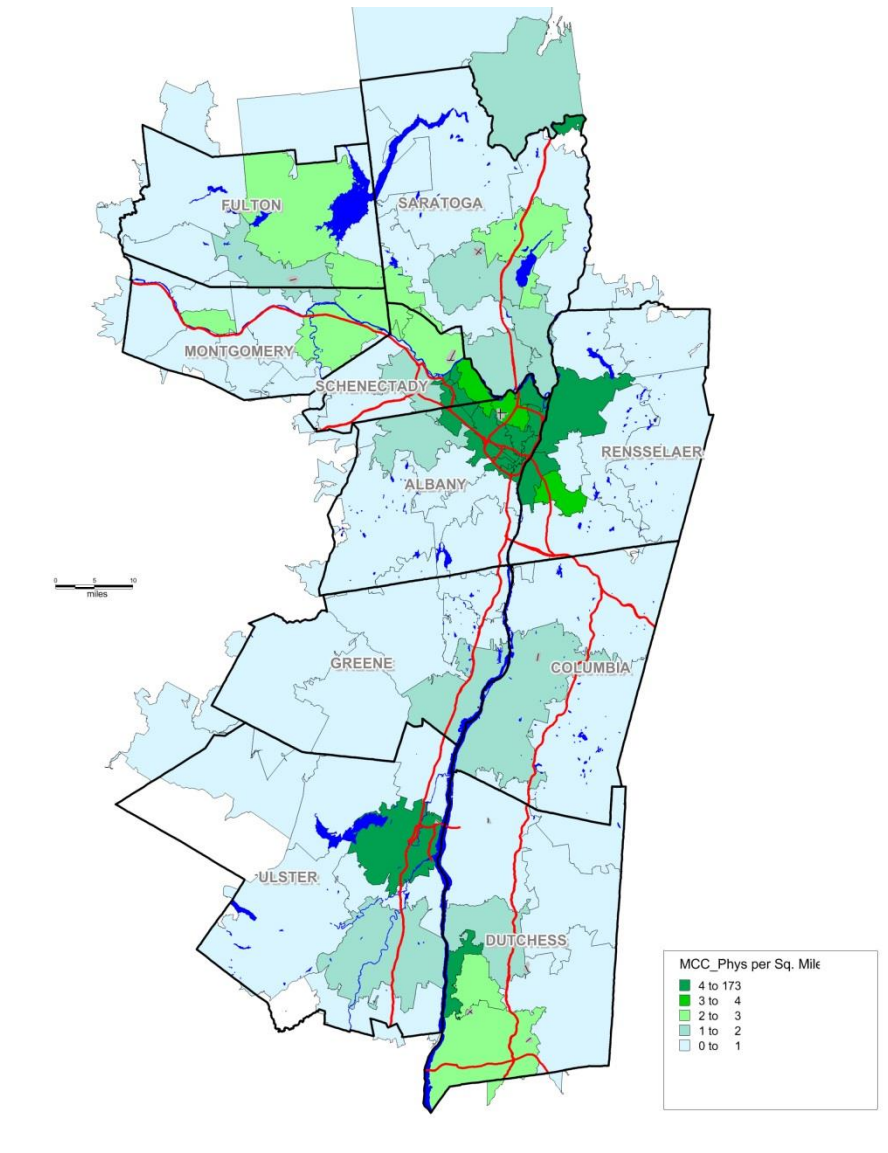 FULTON
SARATOGA
MONTGOMERY
SCHENECTADY
RENSSELAER
ALBANY
0 5 10
miles
GREENE
COLUMBIA
ULSTER
DUTCHESS
MCC_Phys per Sq. Mile
4 to 173
3 to 4
2 to 3
1 to 2
0 to 1